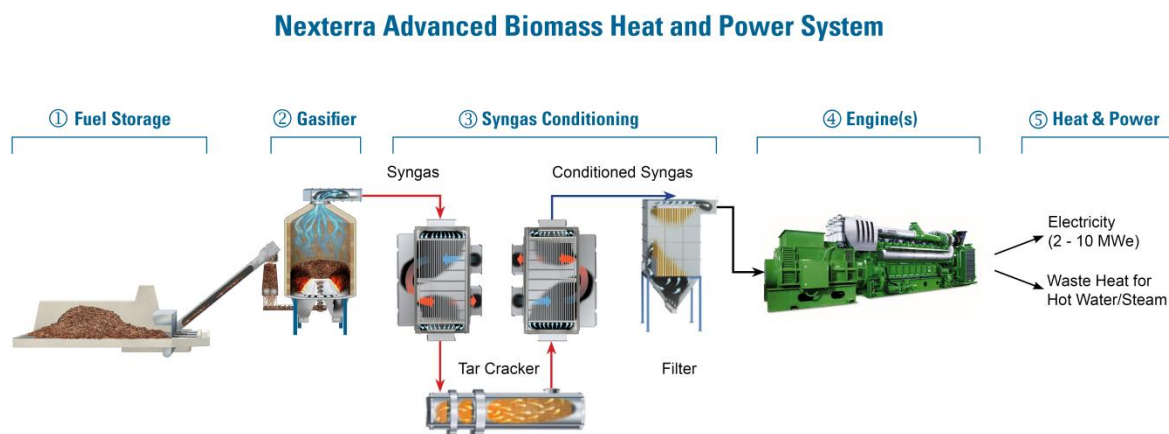 Nexterra Advanced Biomass Heat and Power System
① Fuel Storage
② Gasifier
③ Syngas Conditioning
④ Engine(s)
⑤ Heat & Power
Syngas
Conditioned Syngas
Electricity
(2 - 10 MWe)
Waste Heat for
Hot Water/Steam
Tar Cracker
Filter